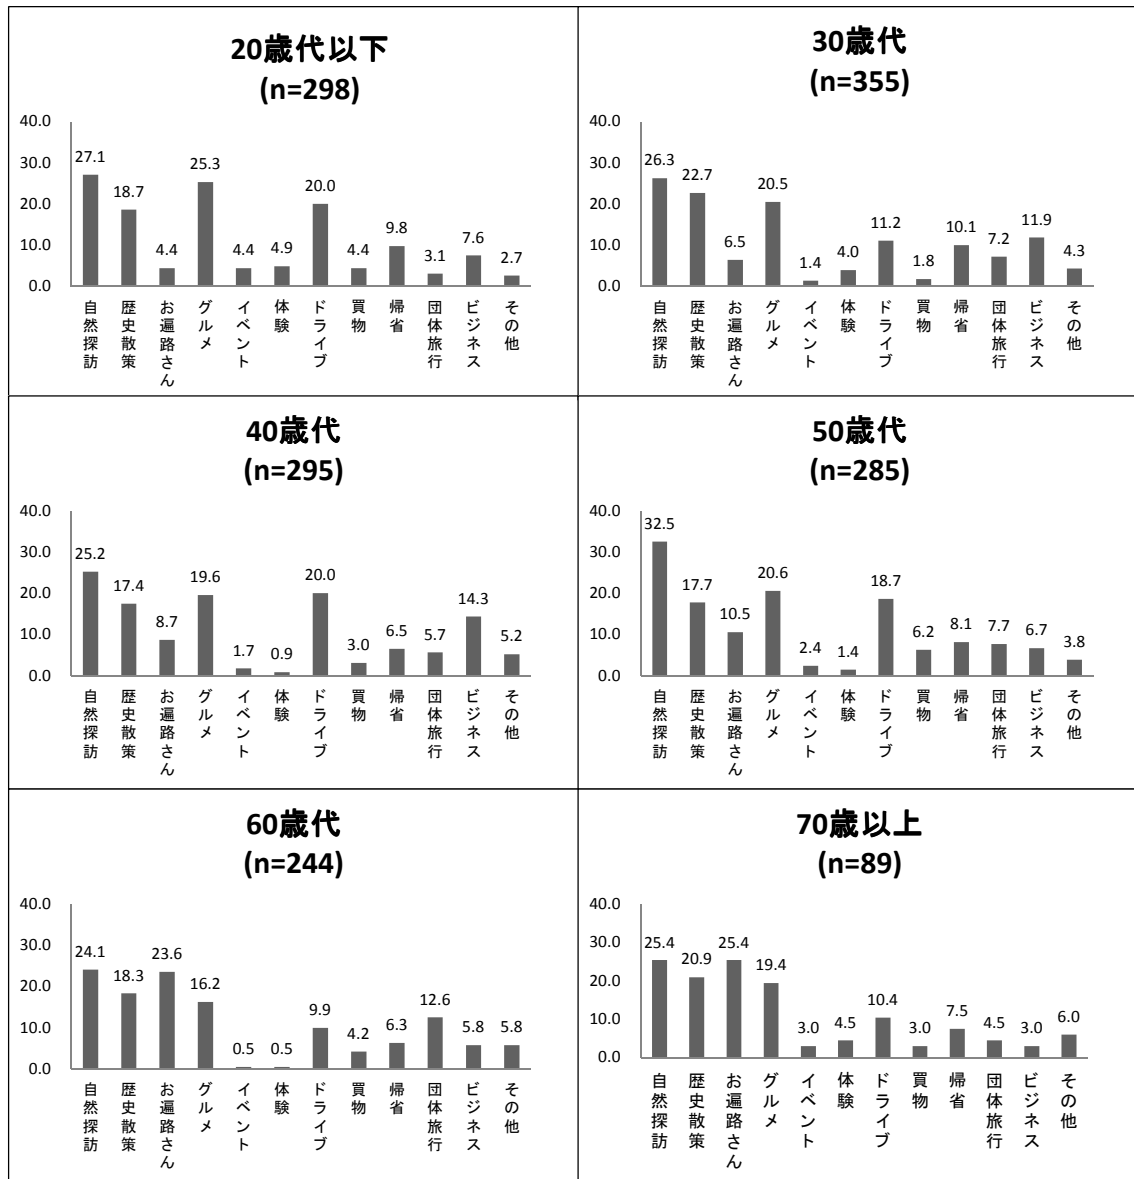 20歳代以下
(n=298)
40.0
30.0
20.0
10.0
0.0
27.1
18.7
4.4
25.3
4.4
4.9
20.0
4.4
9.8
3.1
7.6
2.7
自然探訪
歴史散策
お遍路さん
グルメ
イベント
体験
ドライブ
買物
帰省
団体旅行
ビジネス
その他
30歳代
(n=355)
40.0
30.0
20.0
10.0
0.0
26.3
22.7
6.5
20.5
1.4
4.0
11.2
1.8
10.1
7.2
11.9
4.3
自然探訪
歴史散策
お遍路さん
グルメ
イベント
体験
ドライブ
買物
帰省
団体旅行
ビジネス
その他
40歳代
(n=295)
40.0
30.0
20.0
10.0
0.0
25.2
17.4
8.7
19.6
1.7
0.9
20.0
3.0
6.5
5.7
14.3
5.2
自然探訪
歴史散策
お遍路さん
グルメ
イベント
体験
ドライブ
買物
帰省
団体旅行
ビジネス
その他
50歳代
(n=285)
40.0
30.0
20.0
10.0
0.0
32.5
17.7
10.5
20.6
2.4
1.4
18.7
6.2
8.1
7.7
6.7
3.8
自然探訪
歴史散策
お遍路さん
グルメ
イベント
体験
ドライブ
買物
帰省
団体旅行
ビジネス
その他
60歳代
(n=244)
40.0
30.0
20.0
10.0
0.0
24.1
18.3
23.6
16.2
0.5
0.5
9.9
4.2
6.3
12.6
5.8
5.8
自然探訪
歴史散策
お遍路さん
グルメ
イベント
体験
ドライブ
買物
帰省
団体旅行
ビジネス
その他
70歳以上
(n=89)
40.0
30.0
20.0
10.0
0.0
25.4
20.9
25.4
19.4
3.0
4.5
10.4
3.0
7.5
4.5
3.0
6.0
自然探訪
歴史散策
お遍路さん
グルメ
イベント
体験
ドライブ
買物
帰省
団体旅行
ビジネス
その他